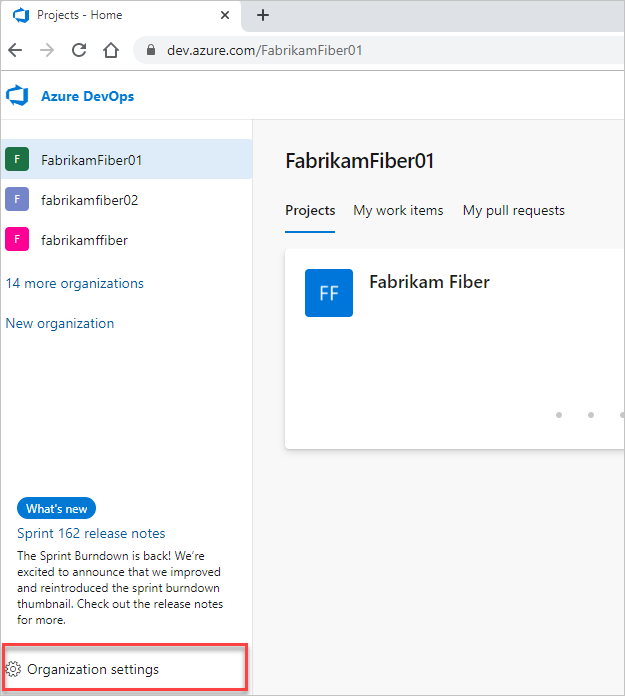 Projects - Home
dev.azure.com/FabrikamFiber01
Azure DevOps
F FabrikamFiber01
F fabrikamfiber02
F fabrikamffiber
14 more organizations
New organization
What's new
Sprint 162 release notes
The Sprint Burndown is back! We're
excited to announce that we improved
and reintroduced the sprint burndown
thumbnail. Check out the release notes
for more.
Organization settings
FabrikamFiber01
Projects My work items My pull requests
FF Fabrikam Fiber